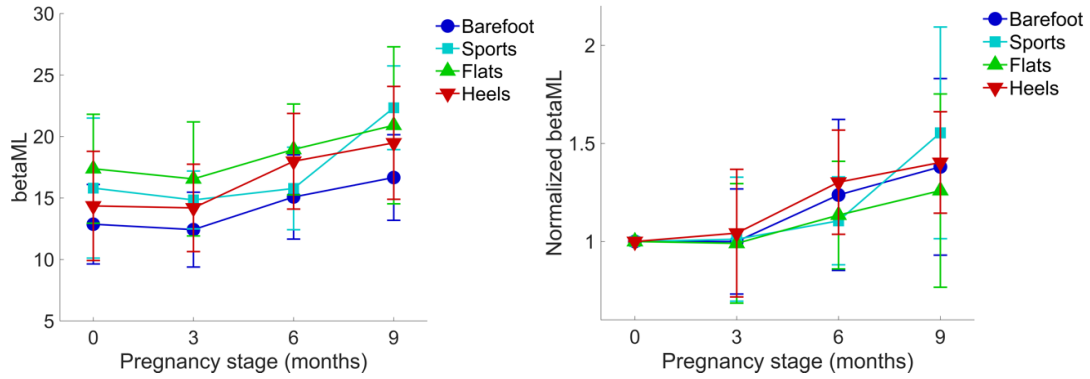 30
25
20
15
10
5
betaML
0 3 6 9
Pregnancy stage (months)
Barefoot
Sports
Flats
Heels
2
1.5
1
Normalized betaML
0 3 6 9
Pregnancy stage (months)
Barefoot
Sports
Flats
Heels